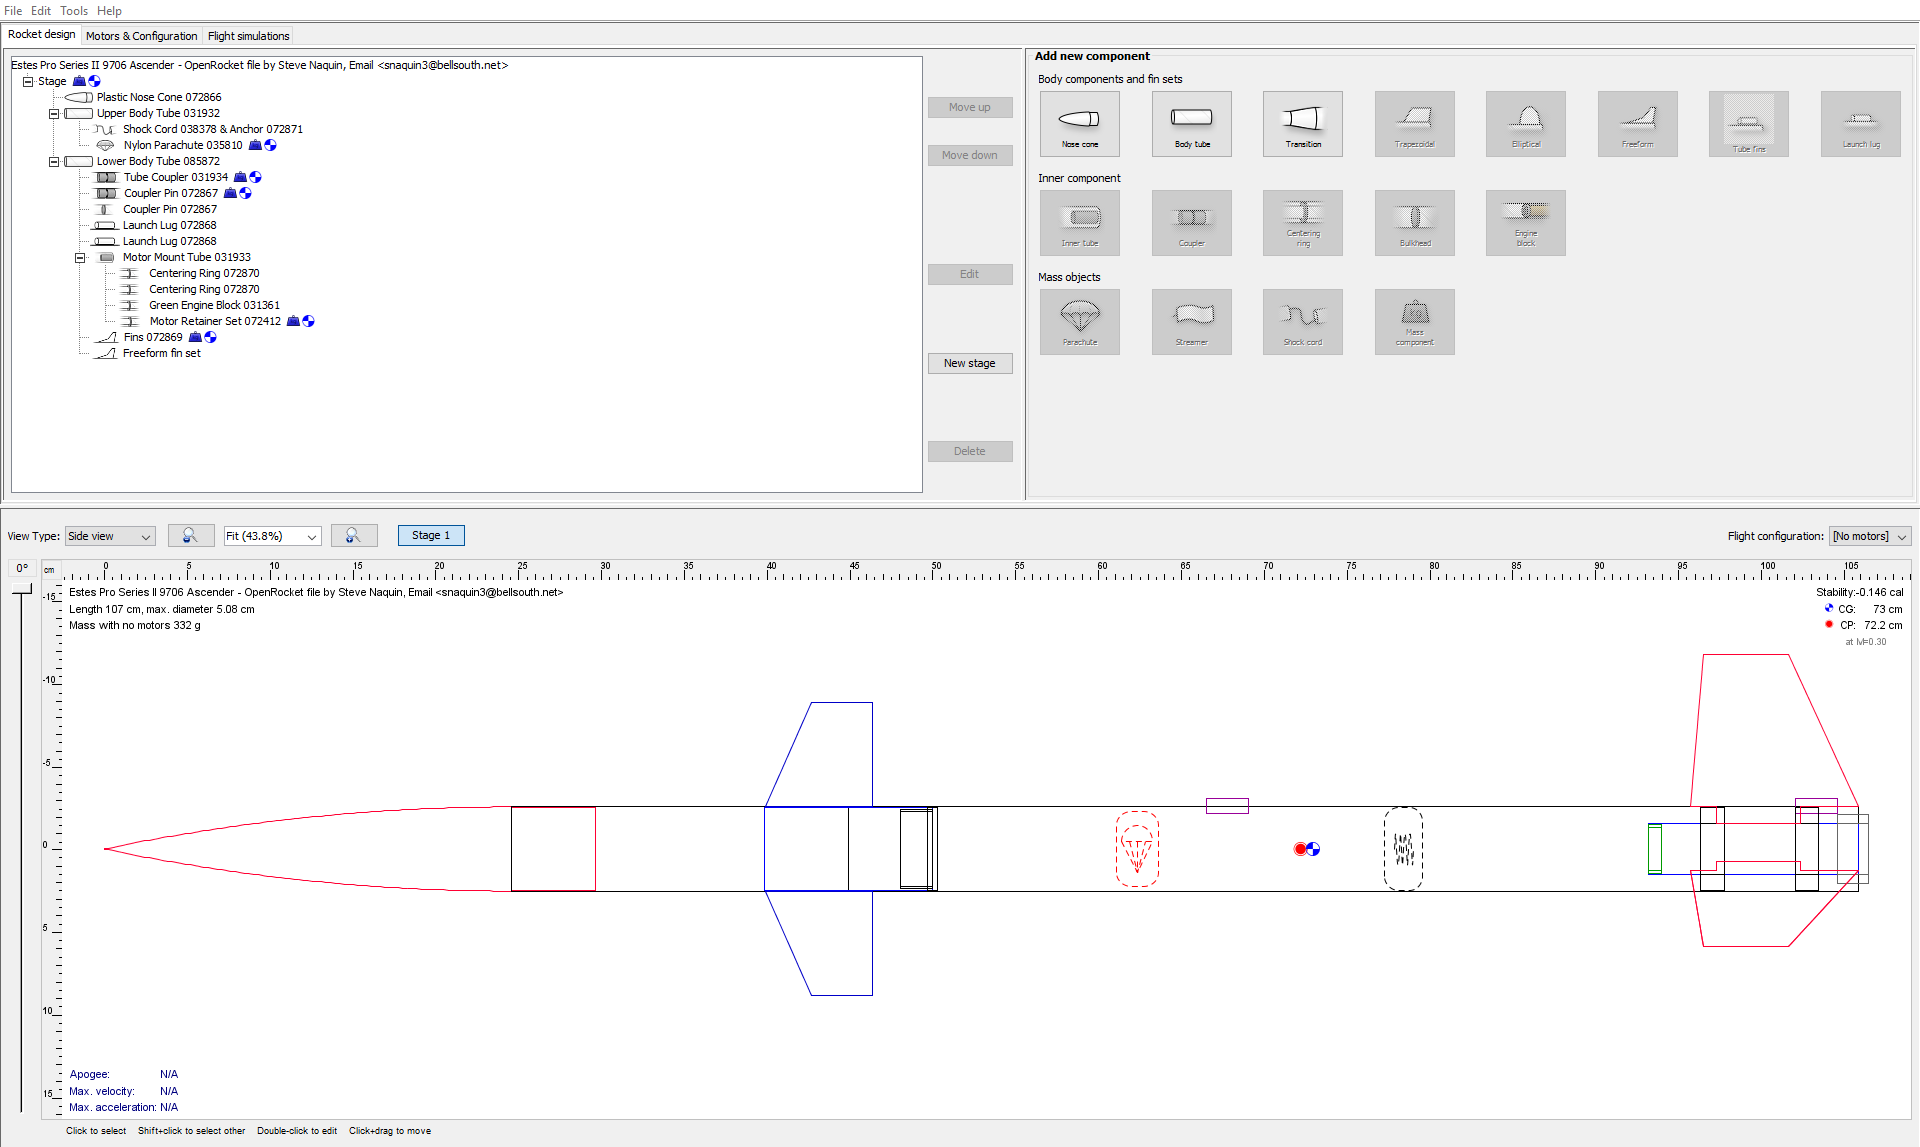 File Edit Tools Help
Rocket design Motors & Configuration Flight simulations
Estes Pro Series II 9706 Ascender - OpenRocket file by Steve Naquin, Email <snaquin3@bellsouth.net>
Stage
Plastic Nose Cone 072866
Upper Body Tube 031932
Shock Cord 038378 & Anchor 072871
Nylon Parachute 035810
Lower Body Tube 085872
Tube Coupler 031934
Coupler Pin 072867
Coupler Pin 072867
Launch Lug 072868
Launch Lug 072868
Motor Mount Tube 031933
Centering Ring 072870
Centering Ring 072870
Green Engine Block 031361
Motor Retainer Set 072412
Fins 072869
Freeform fin set
Move up
Move down
Edit
New stage
Delete
Add new component
Body components and fin sets
Nose cone Body tube Transition Trapezoidal Elliptical Freeform Tube fins Launch lug
Inner component
Inner tube Coupler Centering ring Bulkhead Engine block
Mass objects
Parachute Streamer Shock cord Mass component
KG
View Type: Side view Fit (43.8%) Stage 1 Flight configuration: [No motors]
0° cm 0 5 10 15 20 25 30 35 40 45 50 55 60 65 70 75 80 85 90 95 100 105
-15
-10
-5
0
5
10
15
Estes Pro Series II 9706 Ascender - OpenRocket file by Steve Naquin, Email <snaquin3@bellsouth.net>
Length 107 cm, max. diameter 5.08 cm
Mass with no motors 332 g
Stability:-0.146 cal
CG: 73 cm
CP: 72.2 cm
at M=0.30
Apogee: N/A
Max. velocity: N/A
Max. acceleration: N/A
Click to select Shift+click to select other Double-click to edit Click+drag to move